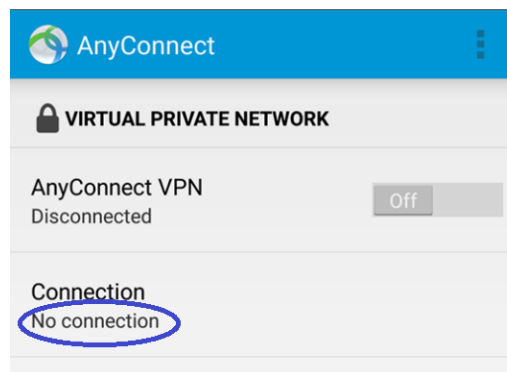 AnyConnect
VIRTUAL PRIVATE NETWORK
AnyConnect VPN
Disconnected
Off
Connection
No connection